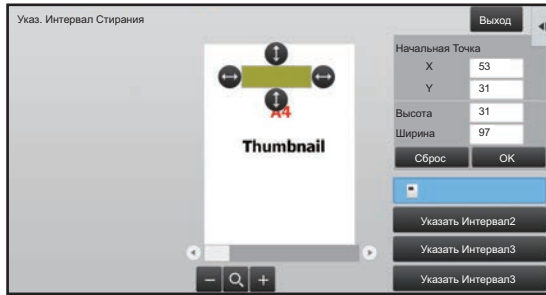 Указ. Интервал Стирания
Выход
Начальная Точка
X 53
Y 31
Высота 31
Ширина 97
Сброс OK
A4
Thumbnail
Указать Интервал2
Указать Интервал3
Указать Интервал3